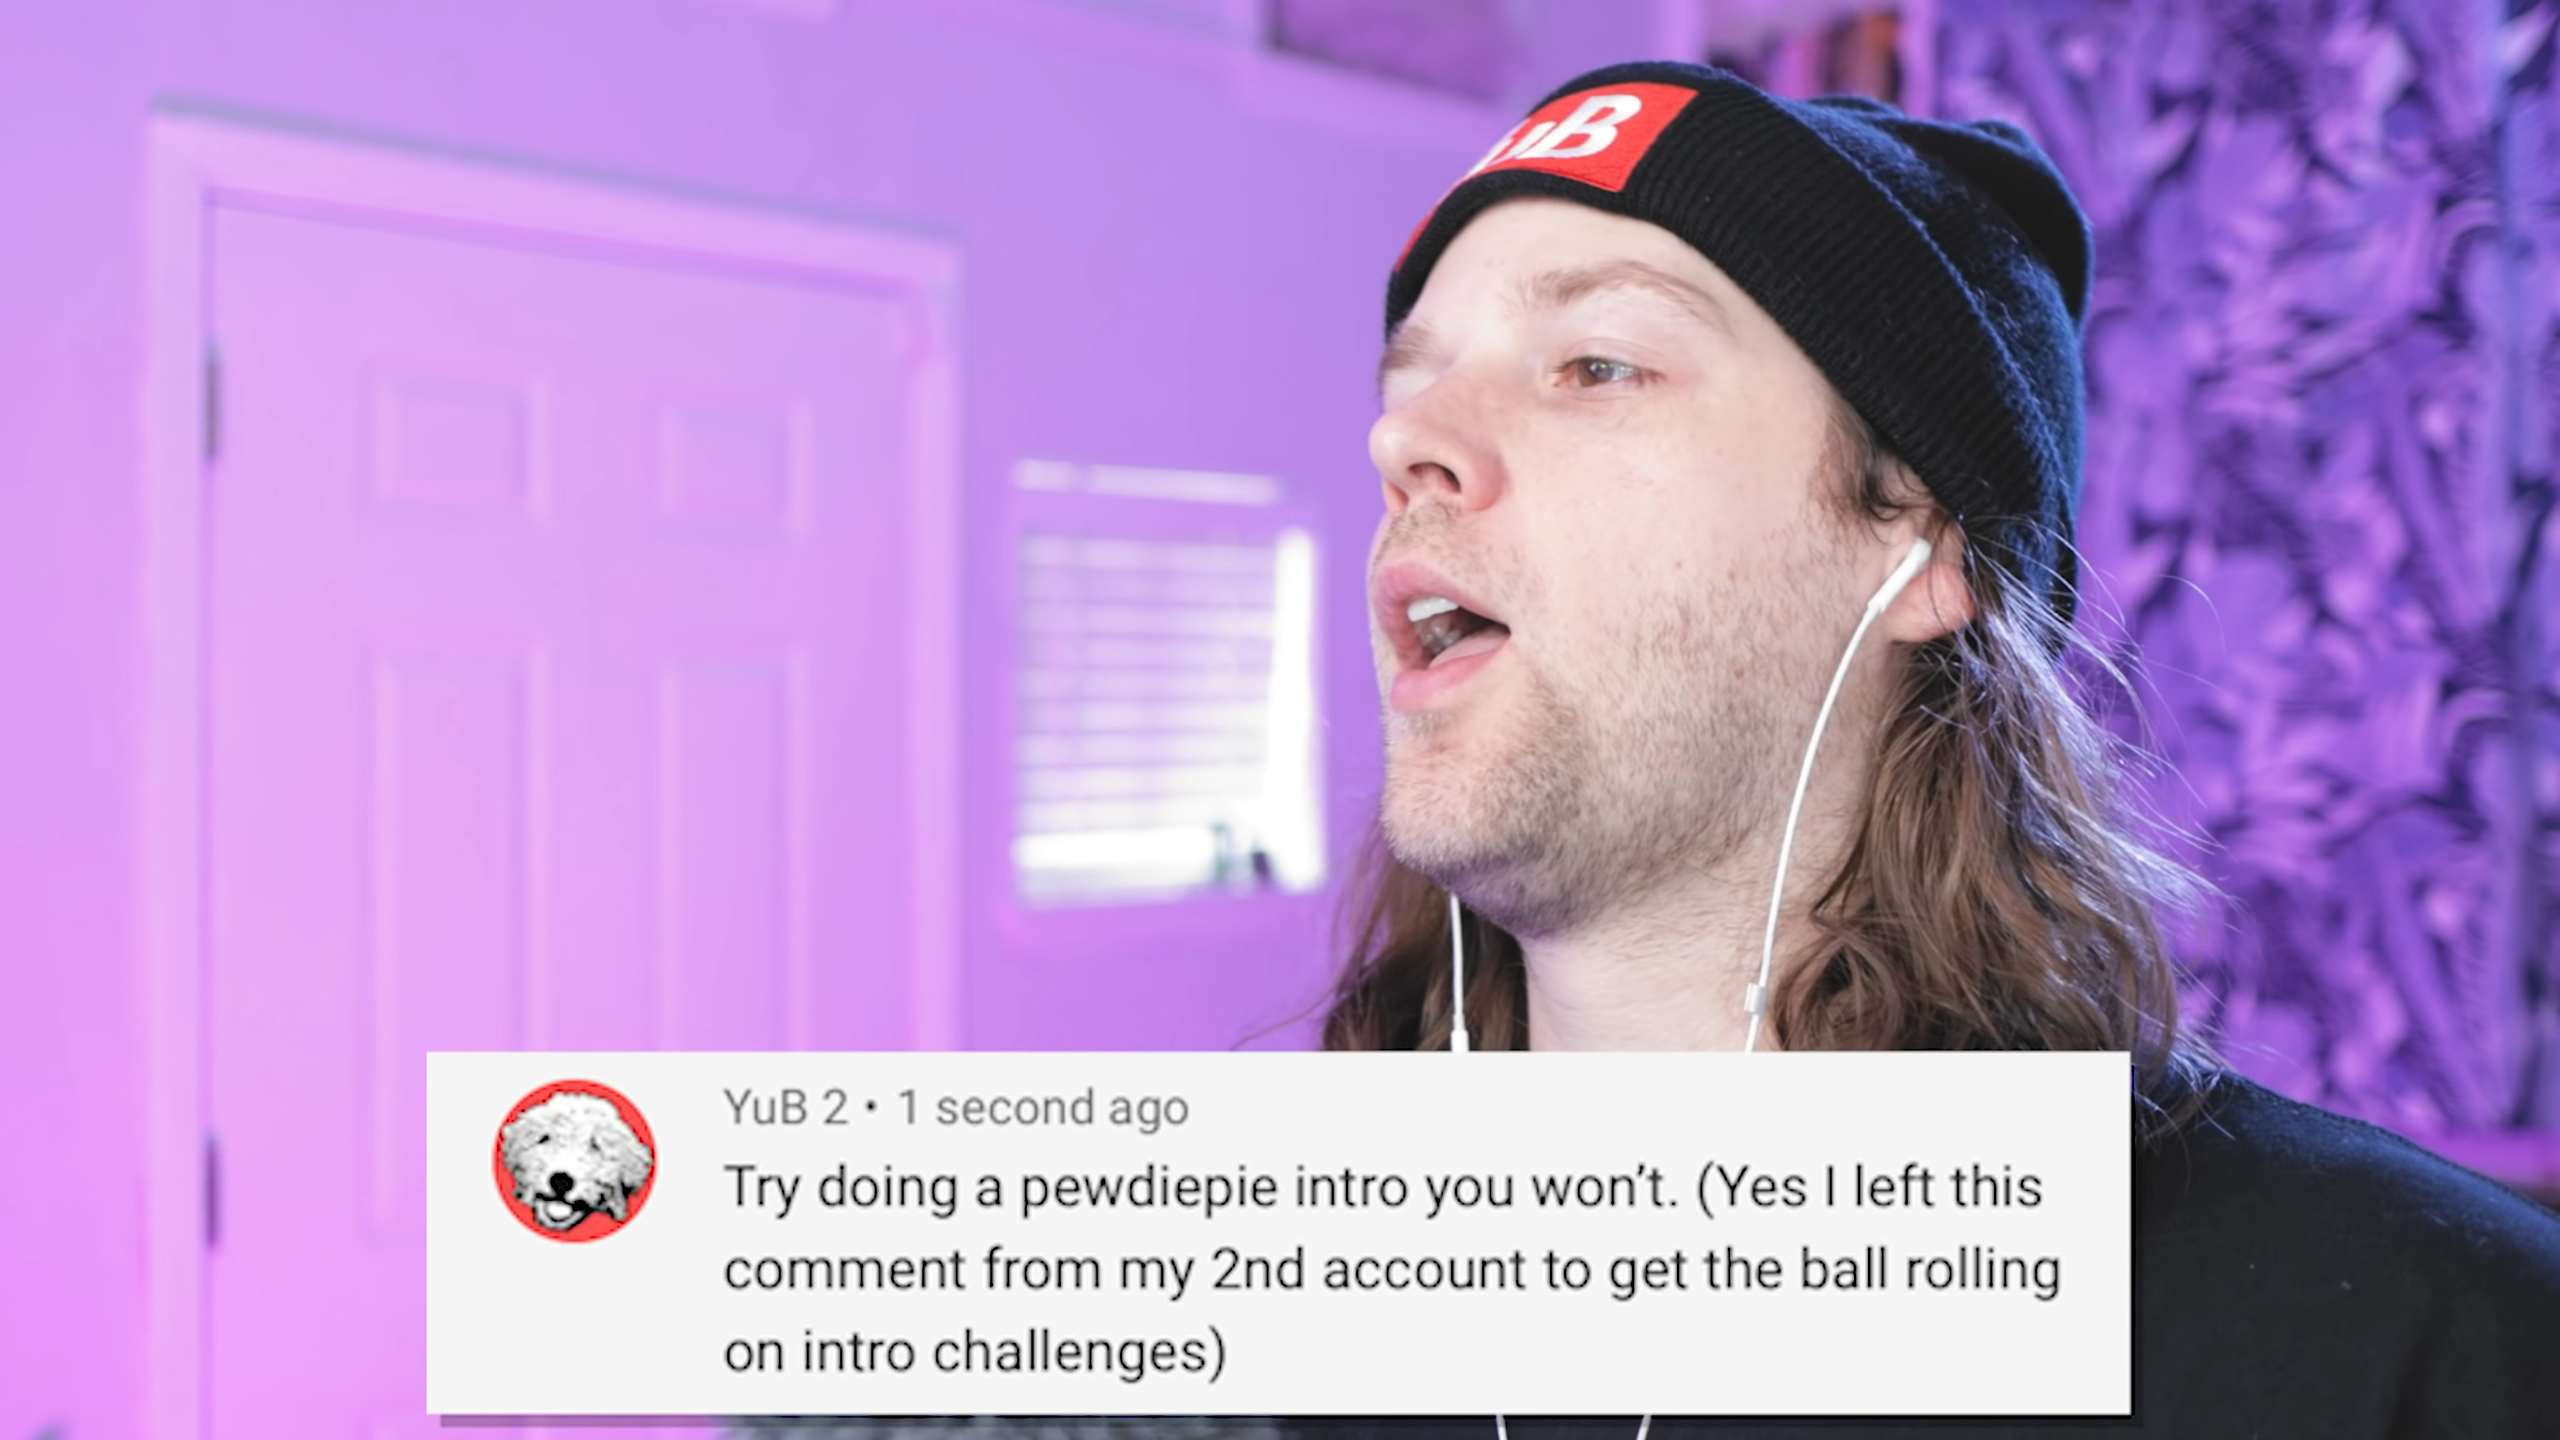 uB
YuB 2 • 1 second ago
Try doing a pewdiepie intro you won’t. (Yes I left this
comment from my 2nd account to get the ball rolling
on intro challenges)